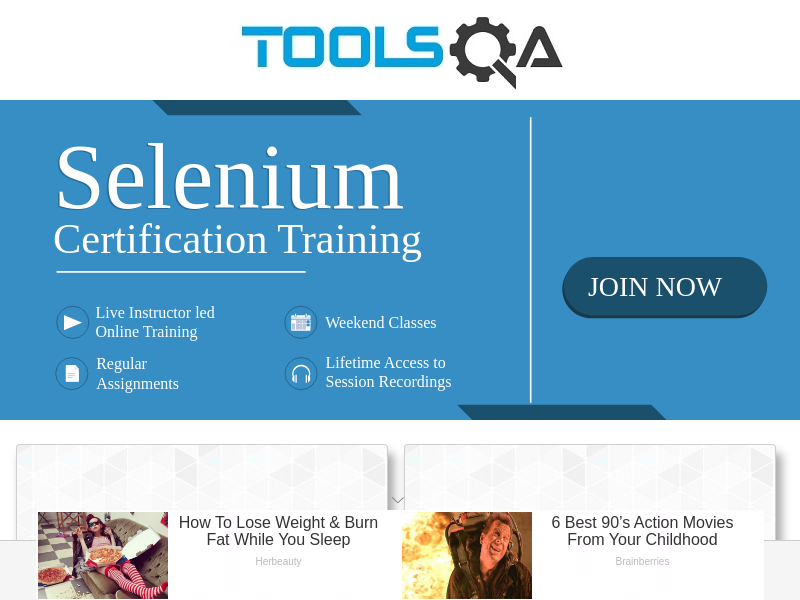 TOOLSQA
Selenium
Certification Training
JOIN NOW
Live Instructor led
Online Training
Weekend Classes
Regular
Assignments
Lifetime Access to
Session Recordings
How To Lose Weight & Burn
Fat While You Sleep
Herbeauty
6 Best 90’s Action Movies
From Your Childhood
Brainberries